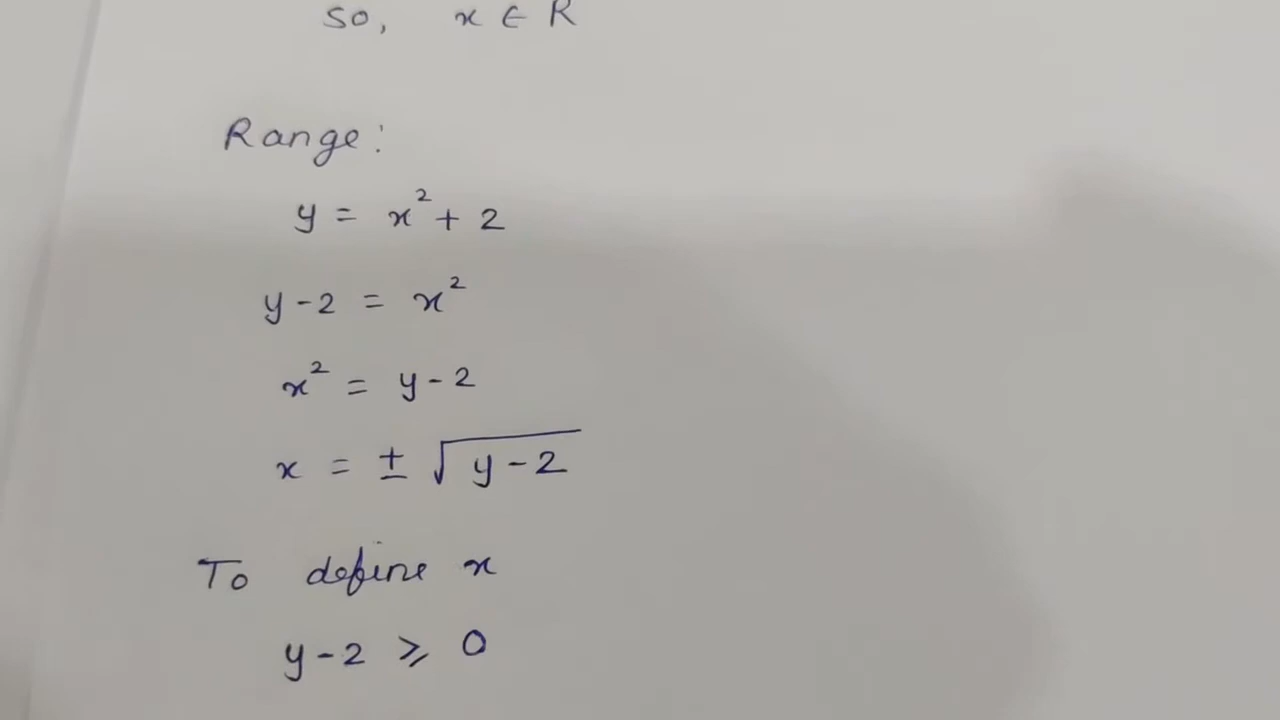 so, x ∈ R
Range:
y = x² + 2
y - 2 = x²
x² = y - 2
x = ± √(y - 2)
To define x
y - 2 ⩾ 0